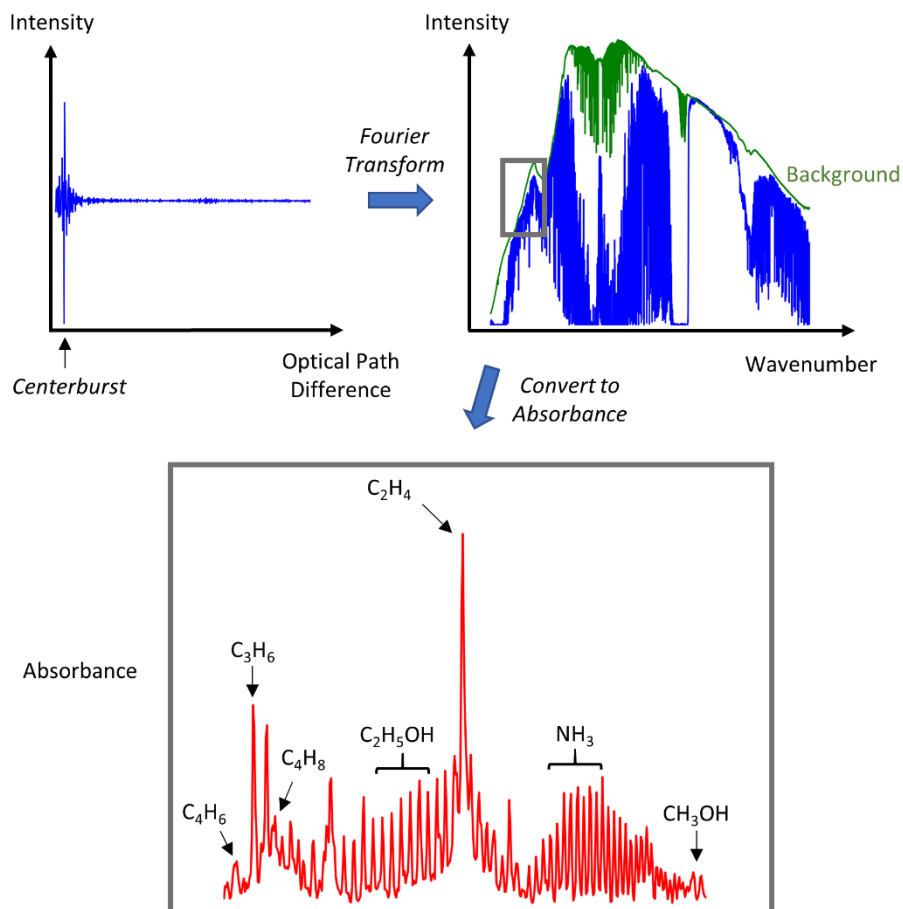 Intensity
Intensity
Fourier
Transform
Background
Optical Path
Difference
Centerburst
Wavenumber
Convert to
Absorbance
C₂H₄
Absorbance
C₃H₆
C₂H₅OH
NH₃
C₄H₈
C₄H₆
CH₃OH